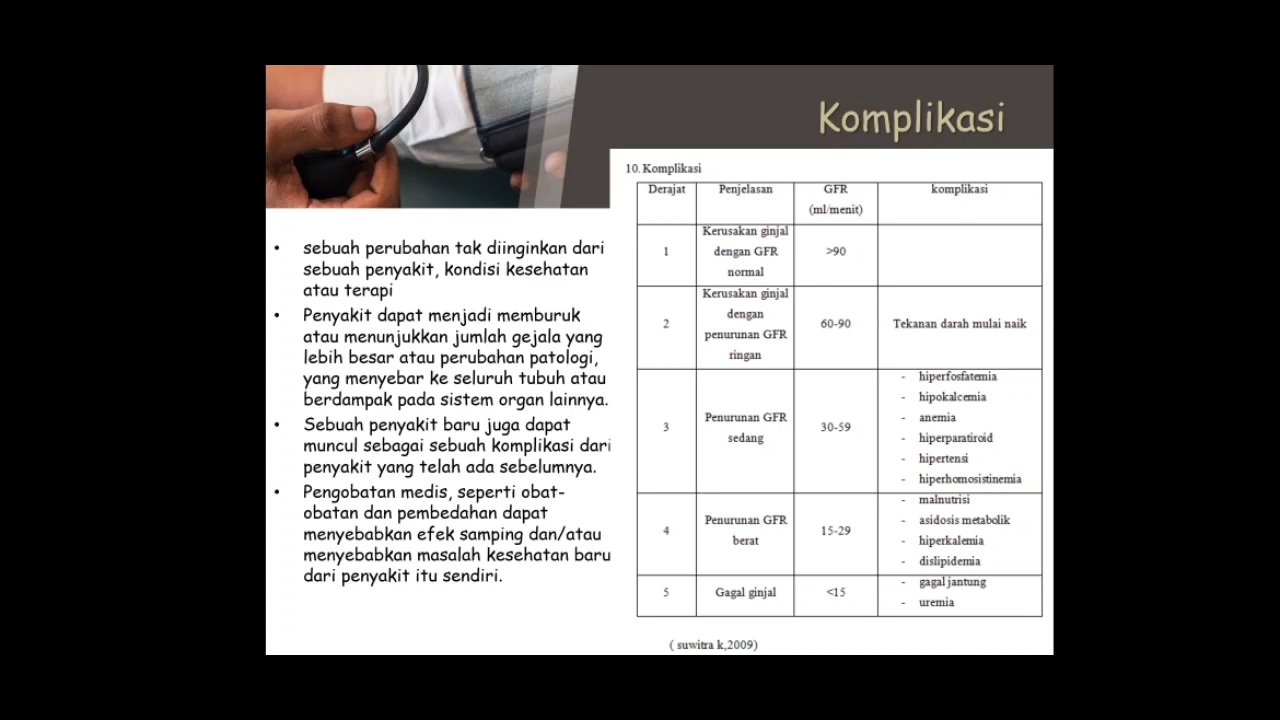 Komplikasi
• sebuah perubahan tak diinginkan dari
sebuah penyakit, kondisi kesehatan
atau terapi
• Penyakit dapat menjadi memburuk
atau menunjukkan jumlah gejala yang
lebih besar atau perubahan patologi,
yang menyebar ke seluruh tubuh atau
berdampak pada sistem organ lainnya.
• Sebuah penyakit baru juga dapat
muncul sebagai sebuah komplikasi dari
penyakit yang telah ada sebelumnya.
• Pengobatan medis, seperti obat-
obatan dan pembedahan dapat
menyebabkan efek samping dan/atau
menyebabkan masalah kesehatan baru
dari penyakit itu sendiri.
10. Komplikasi
Derajat Penjelasan GFR komplikasi
(ml/menit)
Kerusakan ginjal
1 dengan GFR >90
normal
Kerusakan ginjal
dengan
2 60-90 Tekanan darah mulai naik
penurunan GFR
ringan
- hiperfosfatemia
- hipokalcemia
- anemia
3 Penurunan GFR 30-59
sedang - hiperparatiroid
- hipertensi
- hiperhomosistinemia
- malnutrisi
Penurunan GFR - asidosis metabolik
4 15-29
berat - hiperkalemia
- dislipidemia
- gagal jantung
5 Gagal ginjal <15
- uremia
( suwitra k,2009)